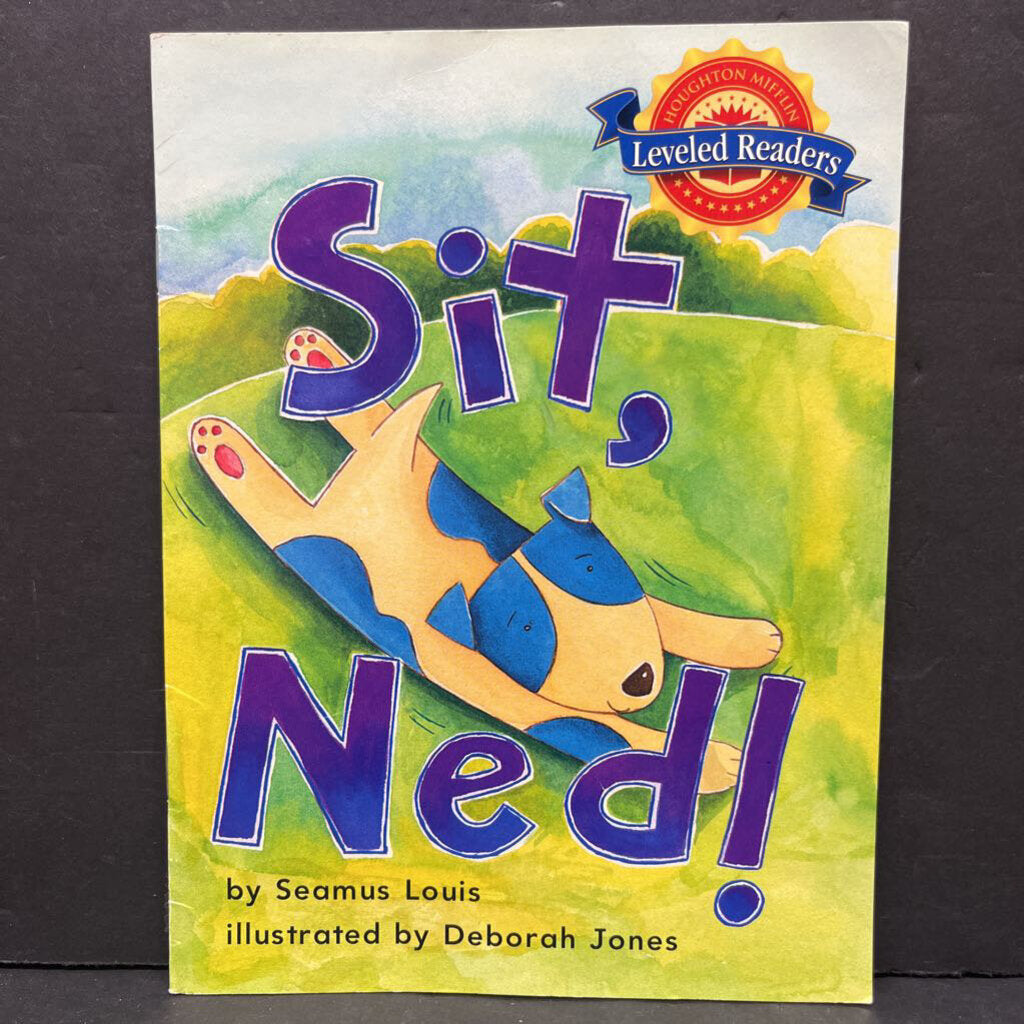 HOUGHTON MIFFLIN
Leveled Readers
Sit,
Ned!
by Seamus Louis
illustrated by Deborah Jones